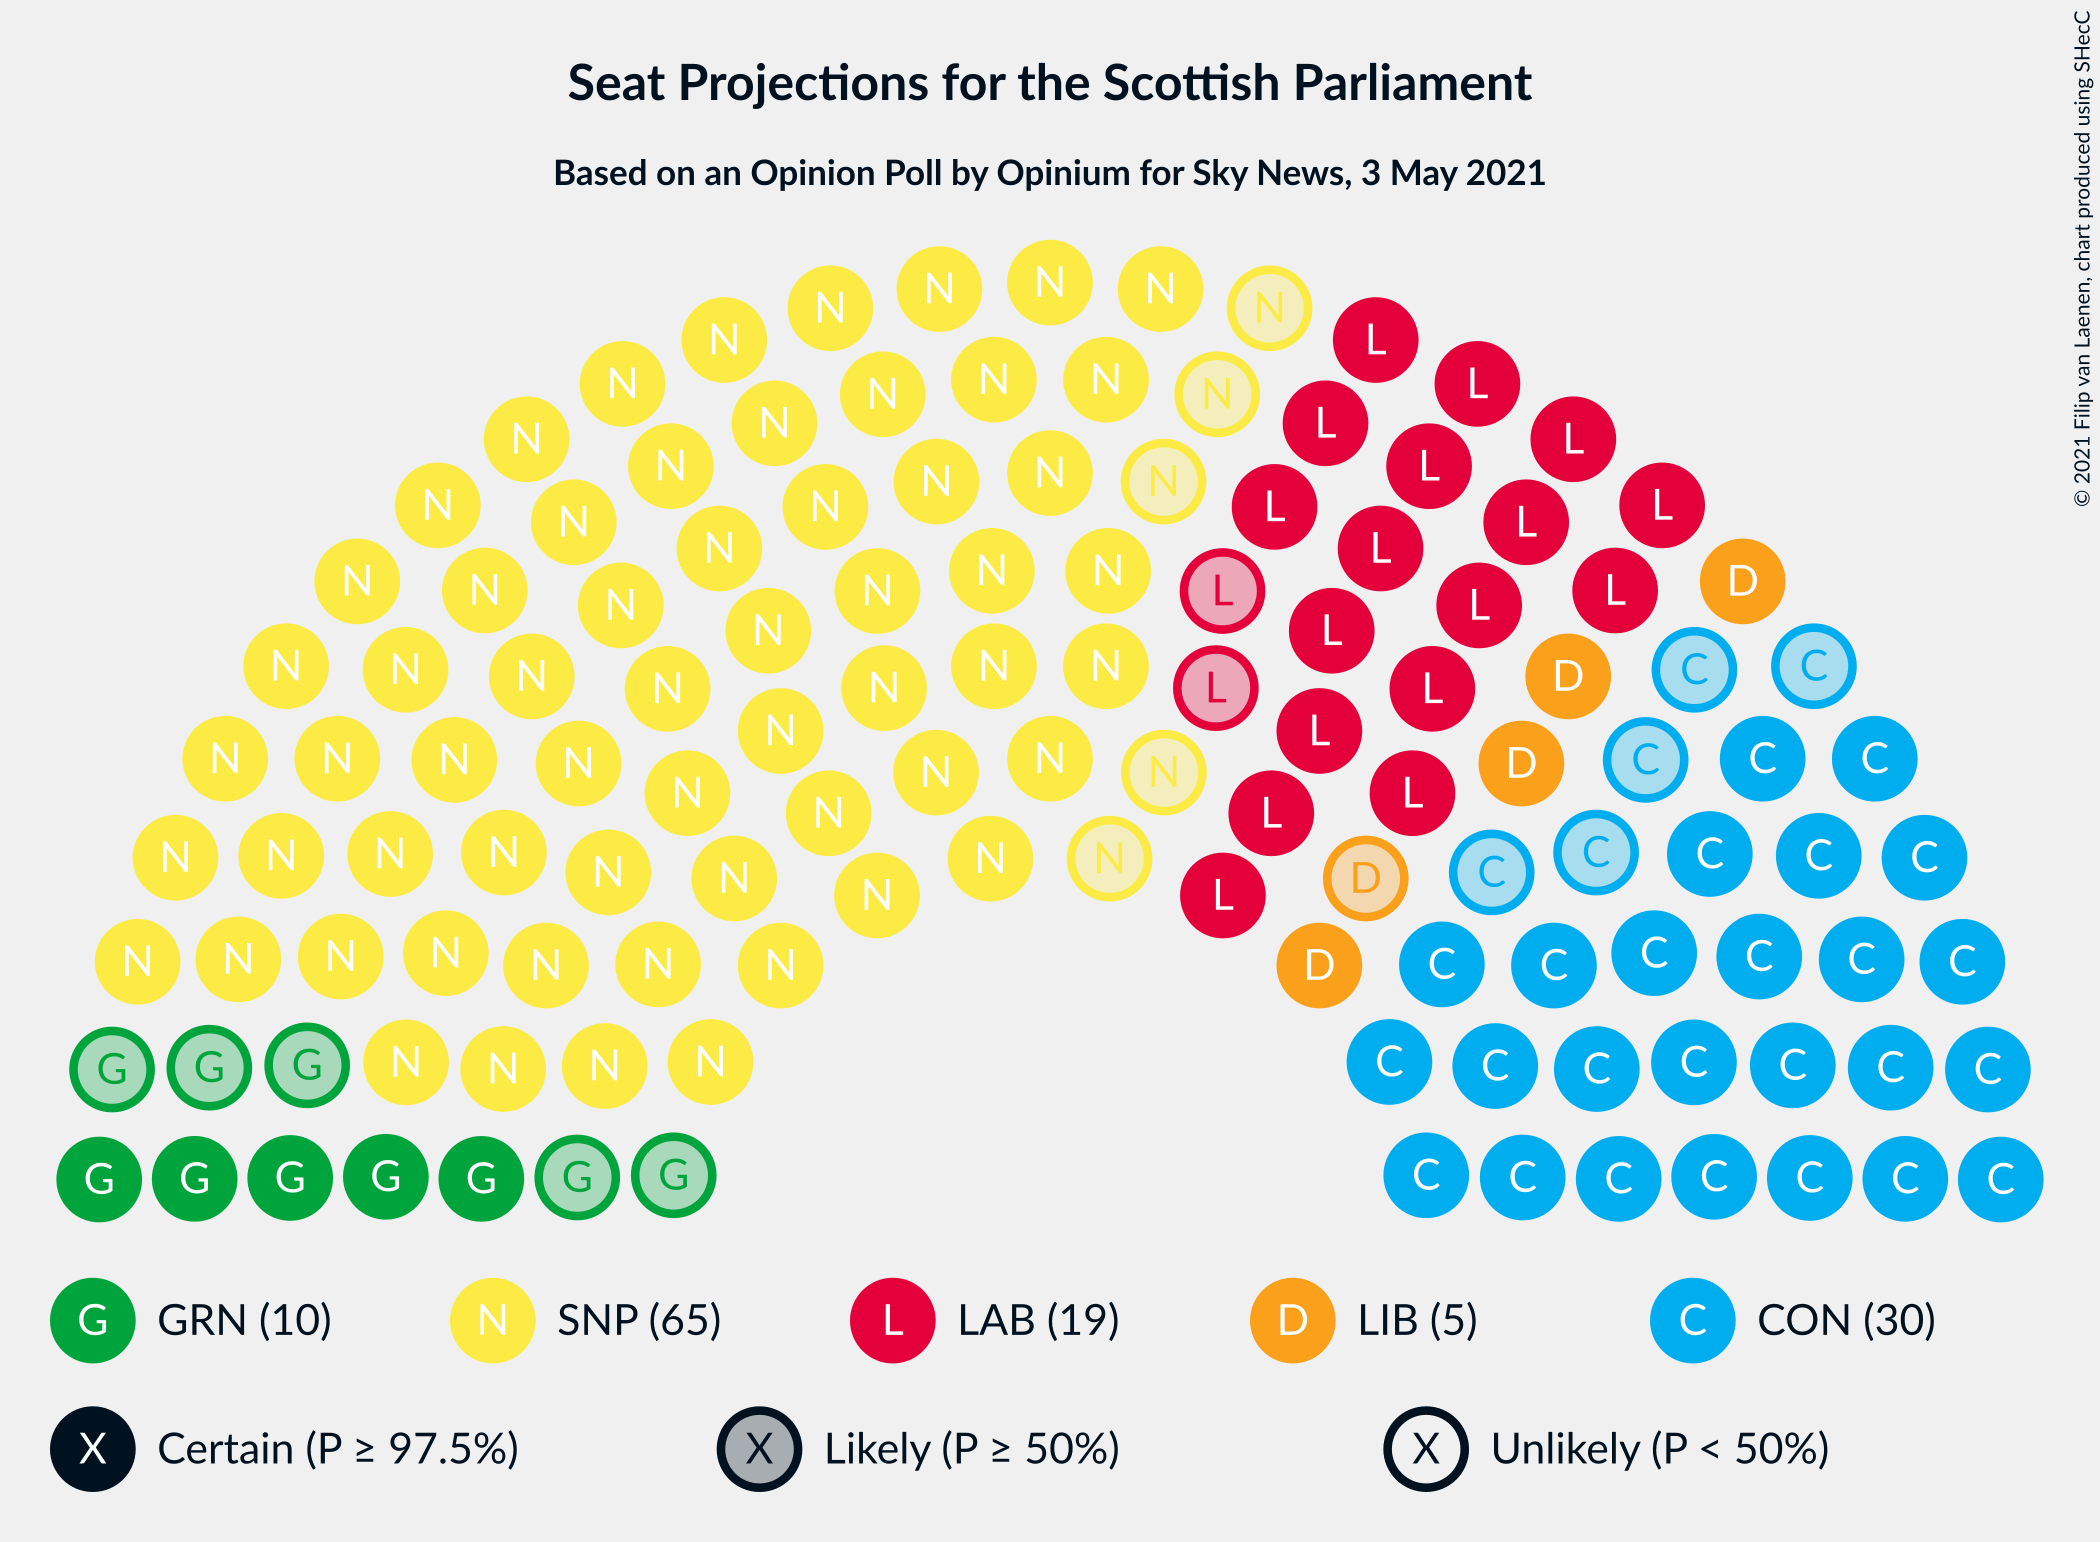 Seat Projections for the Scottish Parliament
Based on an Opinion Poll by Opinium for Sky News, 3 May 2021
© 2021 Filip van Laenen, chart produced using SHecC
N N N N N
N L
N N N N N L
N N N L
N N N L L
N N N N L
N N L L
N N N N L L
N N L L
N N N L L D
N N N N L L
N N N N D C C
N N L L
N N N N N L D C C C
N N N N L L
N N N N N N N L D C C C C C
N N L
N N N N N N N D C C C C C C
G G G N N N N C C C C C C C
G G G G G G G C C C C C C C
G GRN (10) N SNP (65) L LAB (19) D LIB (5) C CON (30)
X Certain (P ≥ 97.5%) X Likely (P ≥ 50%) X Unlikely (P < 50%)